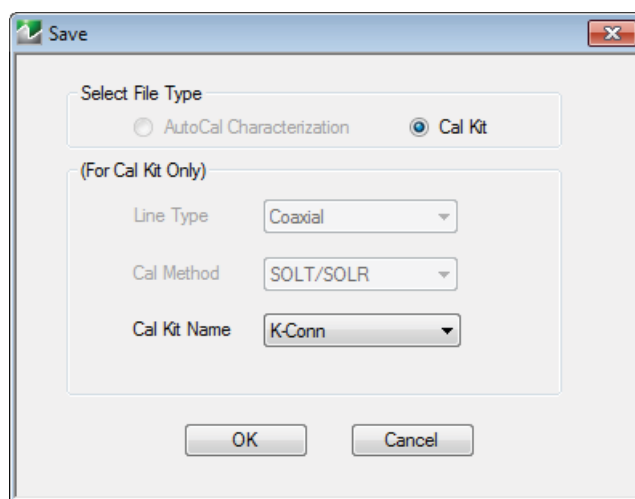 Save
Select File Type
AutoCal Characterization Cal Kit
(For Cal Kit Only)
Line Type Coaxial
Cal Method SOLT/SOLR
Cal Kit Name K-Conn
OK Cancel